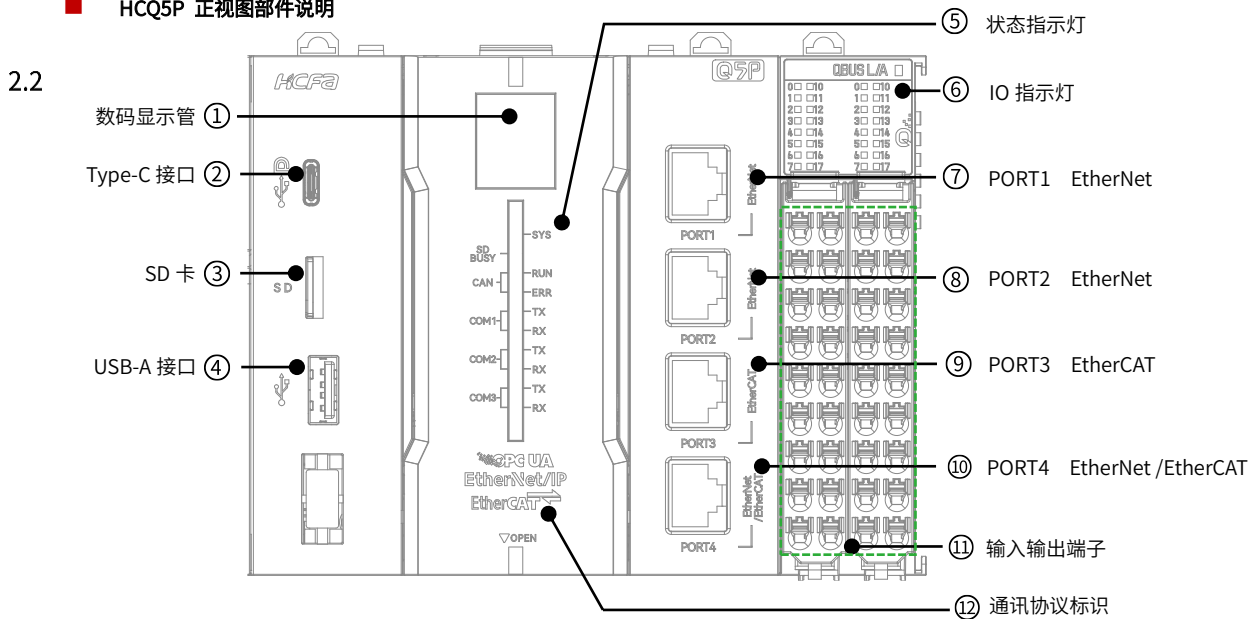 HCQ5P 正视图部件说明
2.2
数码显示管 ①
Type-C 接口 ②
SD 卡 ③
USB-A 接口 ④
⑤ 状态指示灯
⑥ IO 指示灯
⑦ PORT1 EtherNet
⑧ PORT2 EtherNet
⑨ PORT3 EtherCAT
⑩ PORT4 EtherNet /EtherCAT
⑪ 输入输出端子
⑫ 通讯协议标识
HCFA
SD
SYS
SD
BUSY
RUN
CAN
ERR
TX
COM1
RX
TX
COM2
RX
TX
COM3
RX
OPC UA
EtherNet/IP
EtherCAT
▽OPEN
Q5P
EtherNet
PORT1
EtherNet
PORT2
EtherCAT
PORT3
EtherNet
/EtherCAT
PORT4
QBUS L/A
0 10 0 10
1 11 1 11
2 12 2 12
3 13 3 13
4 14 4 14
5 15 5 15
6 16 6 16
7 17 7 17
Q